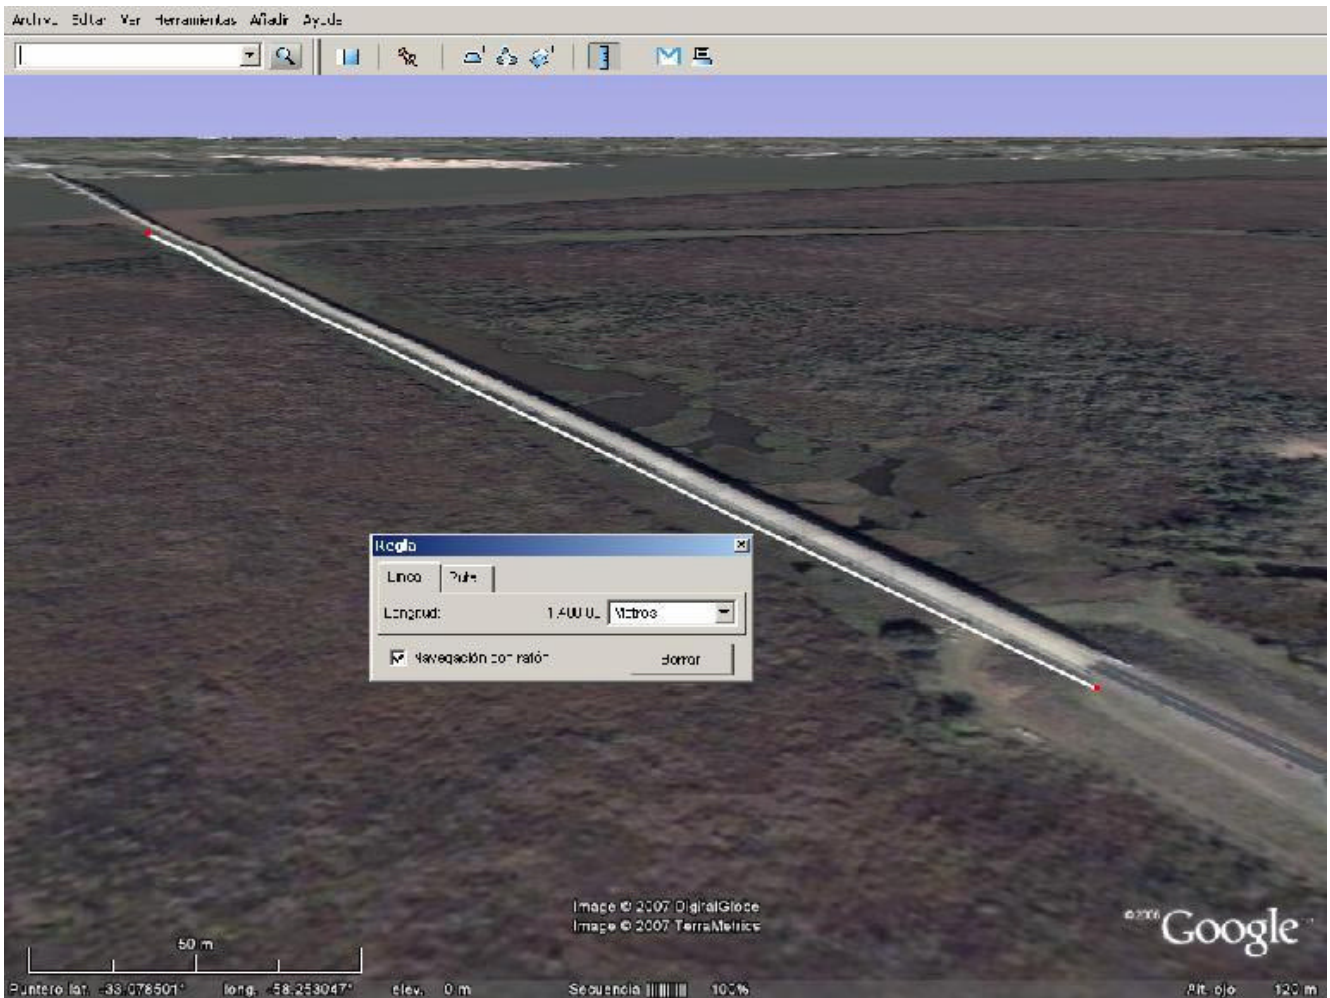 Archivo Editar Ver Herramientas Añadir Ayuda
Regla
Línea Ruta
Longitud: Metros
Navegación con ratón Borrar
Image © 2007 DigitalGlobe
Image © 2007 TerraMetrics
Google
50 m
Puntero lat. -33.078501° long. -58.253047° elev. 0 m Secuencia 100% Alt. ojo 120 m